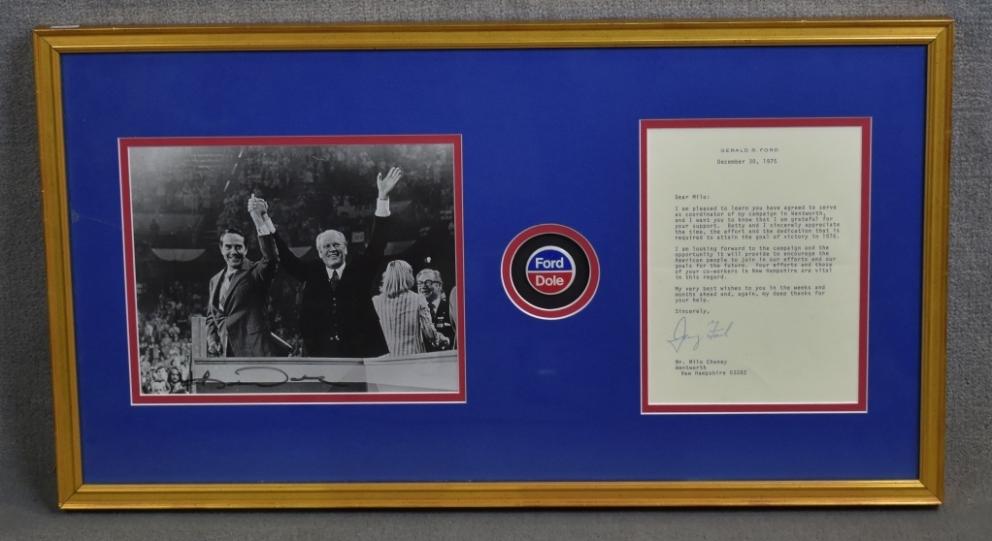 Ford
Dole
GERALD R. FORD
December 30, 1975
Dear Milo:
I am pleased to learn you have agreed to serve
as coordinator of my campaign in Wentworth,
and I want you to know that I am grateful for
your support. Betty and I sincerely appreciate
the time, the effort and the dedication that is
required to attain the goal of victory in 1976.
I am looking forward to the campaign and the
opportunity it will provide to encourage the
American people to join in our efforts and our
goals for the future. Your efforts and those
of your co-workers in New Hampshire are vital
in this regard.
My very best wishes to you in the weeks and
months ahead and, again, my deep thanks for
your help.
Sincerely,
Jerry Ford
Mr. Milo Cheney
Wentworth
New Hampshire 03282